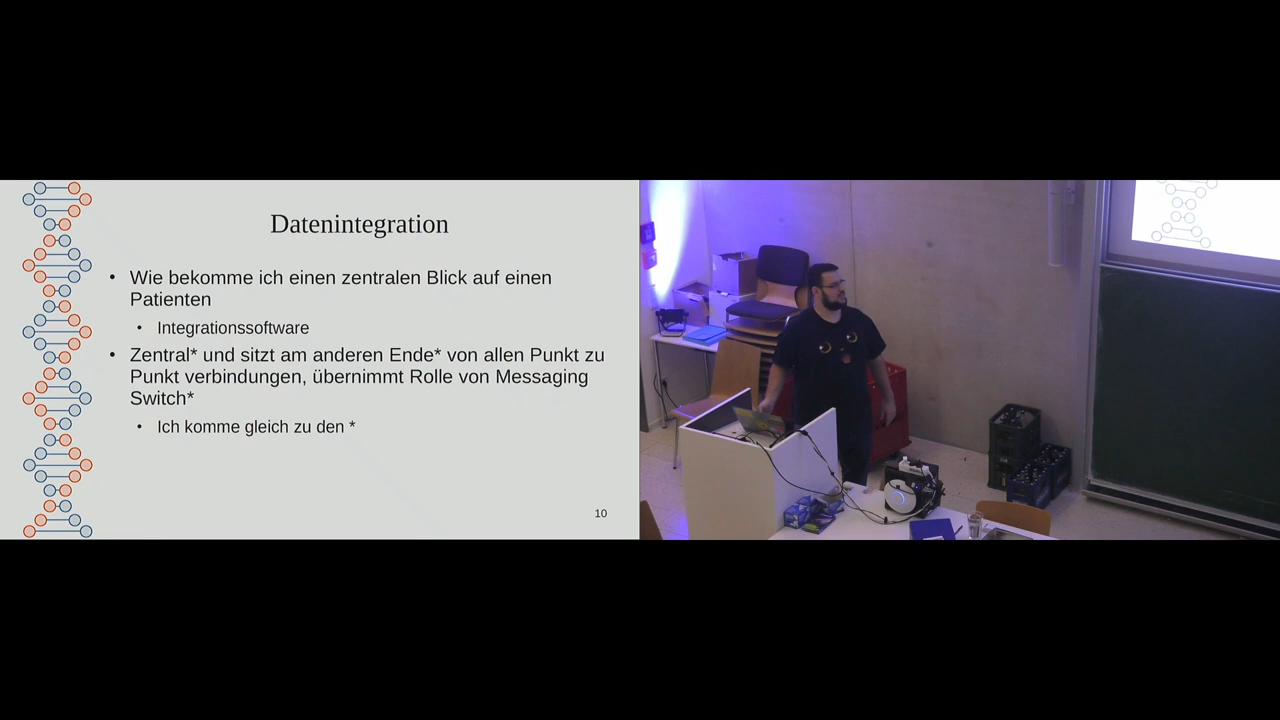 Datenintegration
• Wie bekomme ich einen zentralen Blick auf einen
Patienten
• Integrationssoftware
• Zentral* und sitzt am anderen Ende* von allen Punkt zu
Punkt verbindungen, übernimmt Rolle von Messaging
Switch*
• Ich komme gleich zu den *
10